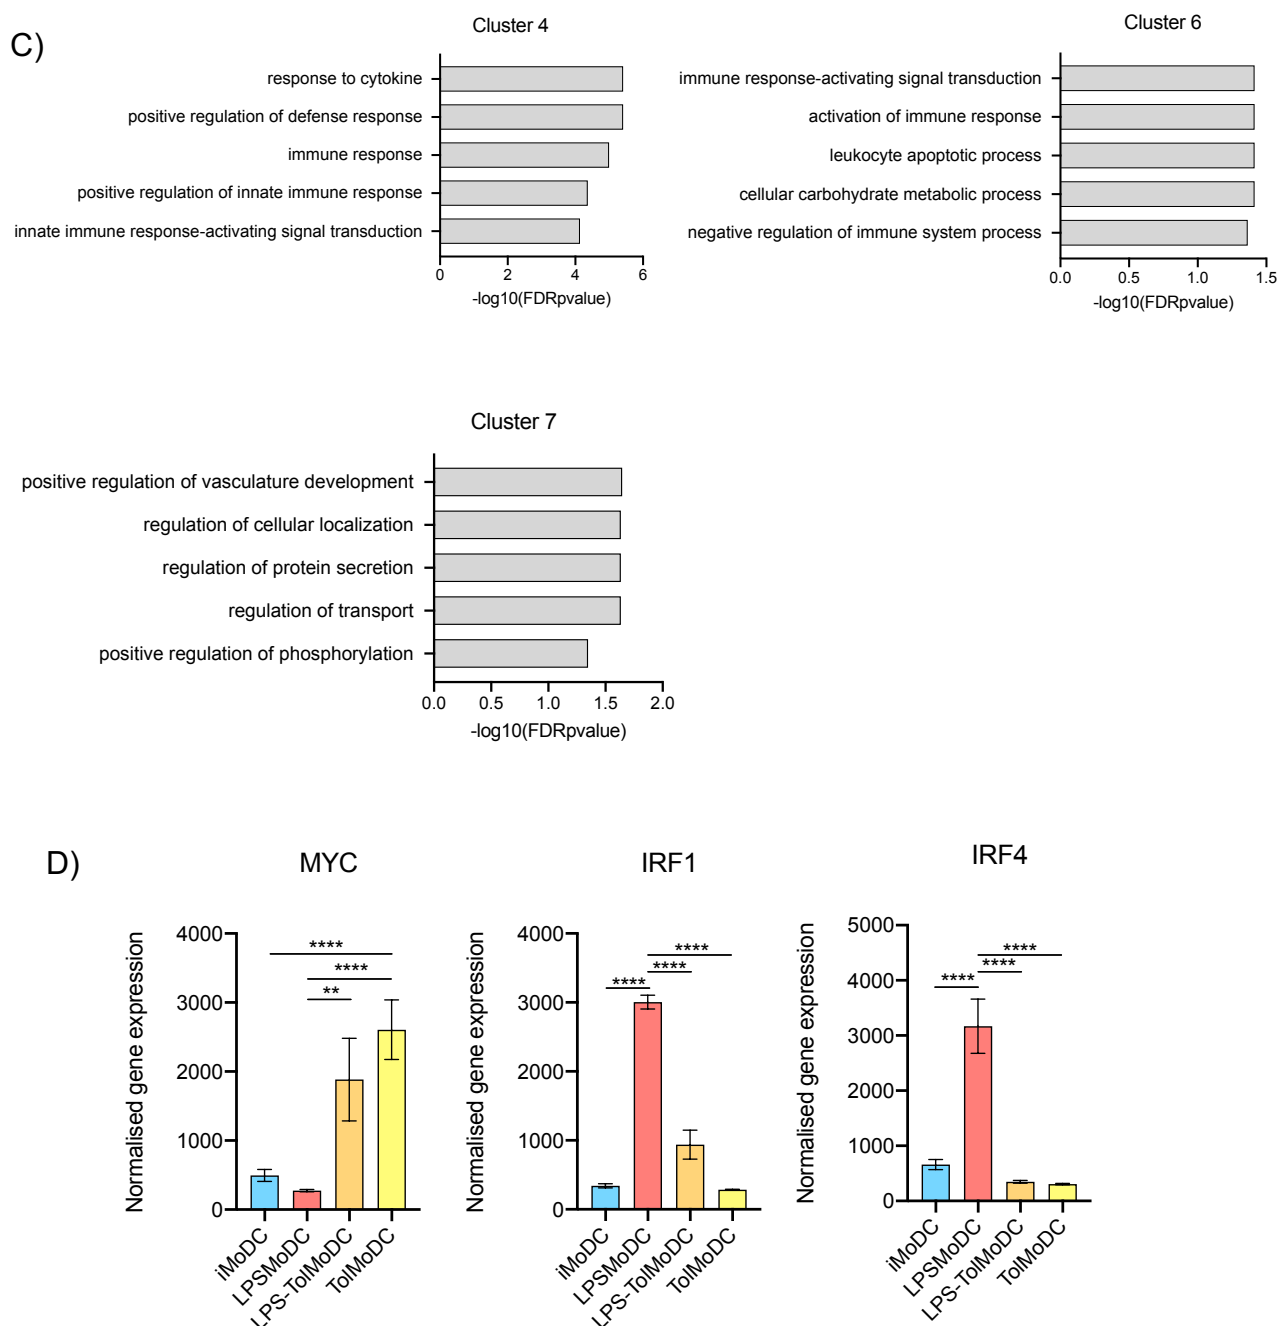 C)
Cluster 4
response to cytokine
positive regulation of defense response
immune response
positive regulation of innate immune response
innate immune response-activating signal transduction
0 2 4 6
-log10(FDRpvalue)
Cluster 6
immune response-activating signal transduction
activation of immune response
leukocyte apoptotic process
cellular carbohydrate metabolic process
negative regulation of immune system process
0.0 0.5 1.0 1.5
-log10(FDRpvalue)
Cluster 7
positive regulation of vasculature development
regulation of cellular localization
regulation of protein secretion
regulation of transport
positive regulation of phosphorylation
0.0 0.5 1.0 1.5 2.0
-log10(FDRpvalue)
D)
MYC
Normalised gene expression
4000
3000
2000
1000
0
****
****
**
iMoDC
LPSMoDC
LPS-TolMoDC
TolMoDC
IRF1
Normalised gene expression
4000
3000
2000
1000
0
****
****
****
iMoDC
LPSMoDC
LPS-TolMoDC
TolMoDC
IRF4
Normalised gene expression
5000
4000
3000
2000
1000
0
****
****
****
iMoDC
LPSMoDC
LPS-TolMoDC
TolMoDC